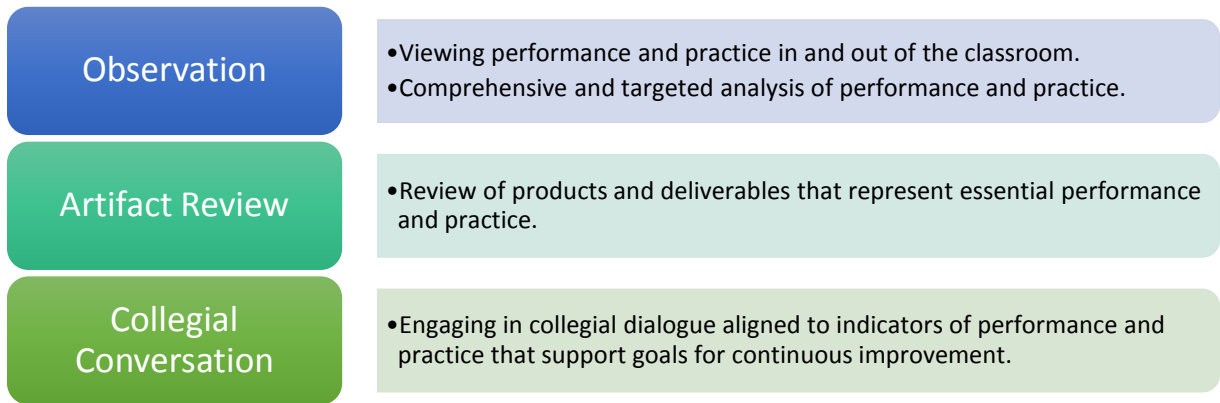 Observation
•Viewing performance and practice in and out of the classroom.
•Comprehensive and targeted analysis of performance and practice.
Artifact Review
•Review of products and deliverables that represent essential performance
and practice.
Collegial
Conversation
•Engaging in collegial dialogue aligned to indicators of performance and
practice that support goals for continuous improvement.